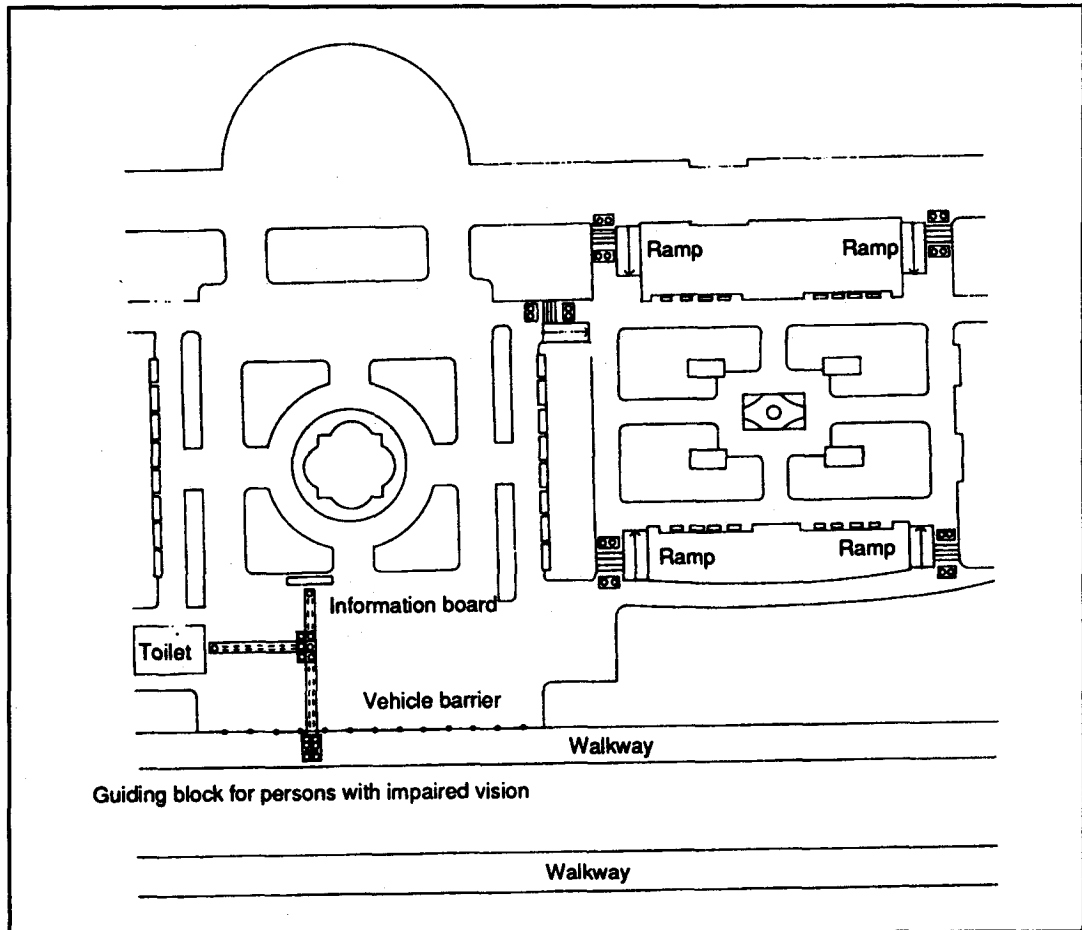 Ramp
Ramp
Ramp
Ramp
Information board
Toilet
Vehicle barrier
Walkway
Guiding block for persons with impaired vision
Walkway